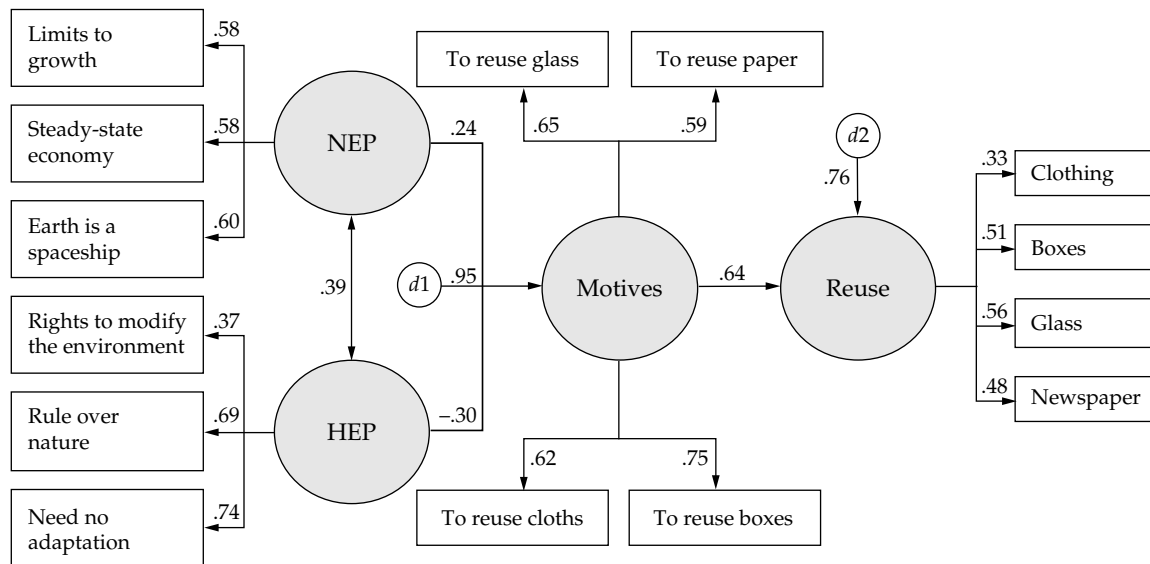 Limits to
growth
.58
Steady-state
economy
.58
Earth is a
spaceship
.60
Rights to modify
the environment
.37
Rule over
nature
.69
Need no
adaptation
.74
NEP
.24
.39
HEP
–.30
d1
.95
To reuse glass
.65
To reuse paper
.59
Motives
.62
To reuse cloths
.75
To reuse boxes
.64
d2
.76
Reuse
.33
Clothing
.51
Boxes
.56
Glass
.48
Newspaper